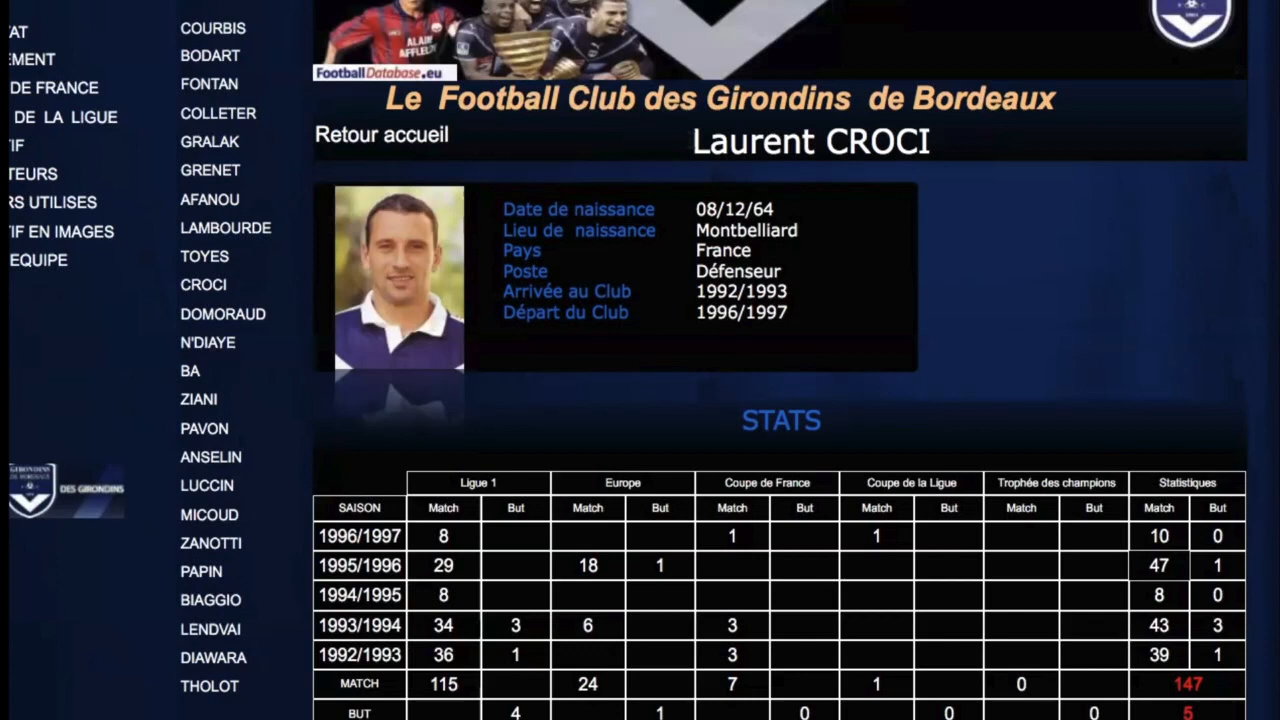 AT
EMENT
DE FRANCE
DE LA LIGUE
IF
TEURS
RS UTILISES
IF EN IMAGES
EQUIPE
DES GIRONDINS
COURBIS
BODART
FONTAN
COLLETER
GRALAK
GRENET
AFANOU
LAMBOURDE
TOYES
CROCI
DOMORAUD
N'DIAYE
BA
ZIANI
PAVON
ANSELIN
LUCCIN
MICOUD
ZANOTTI
PAPIN
BIAGGIO
LENDVAI
DIAWARA
THOLOT
ALAIN
AFFLELOU
FootballDatabase.eu
Le Football Club des Girondins de Bordeaux
Retour accueil
Laurent CROCI
Date de naissance 08/12/64
Lieu de naissance Montbelliard
Pays France
Poste Défenseur
Arrivée au Club 1992/1993
Départ du Club 1996/1997
STATS
Ligue 1 Europe Coupe de France Coupe de la Ligue Trophée des champions Statistiques
SAISON Match But Match But Match But Match But Match But Match But
1996/1997 8 1 1 10 0
1995/1996 29 18 1 47 1
1994/1995 8 8 0
1993/1994 34 3 6 3 43 3
1992/1993 36 1 3 39 1
MATCH 115 24 7 1 0 147
BUT 4 1 0 0 0 5